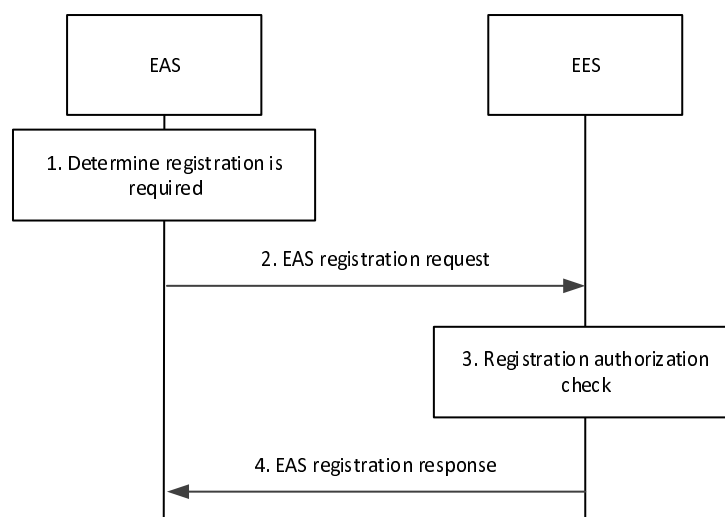 EAS
EES
1. Determine registration is
required
2. EAS registration request
3. Registration authorization
check
4. EAS registration response